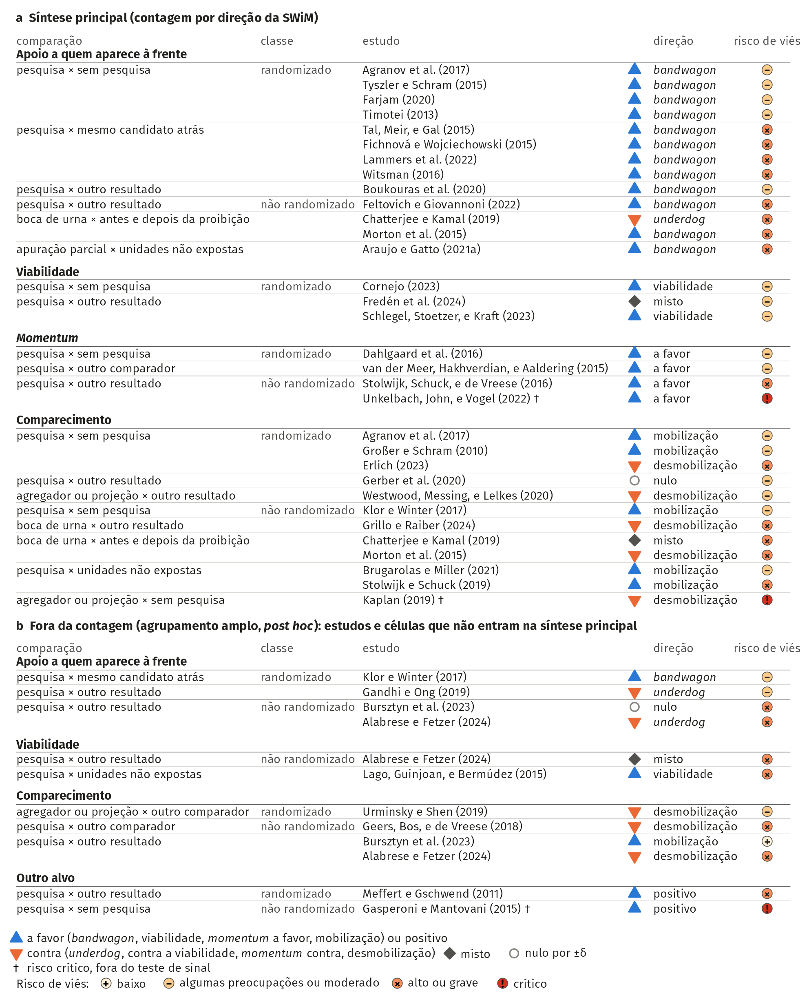 a Síntese principal (contagem por direção da SWiM)
comparação classe estudo direção risco de viés
Apoio a quem aparece à frente
pesquisa × sem pesquisa randomizado Agranov et al. (2017) bandwagon
Tyszler e Schram (2015) bandwagon
Farjam (2020) bandwagon
Timotei (2013) bandwagon
pesquisa × mesmo candidato atrás Tal, Meir, e Gal (2015) bandwagon
Fichnová e Wojciechowski (2015) bandwagon
Lammers et al. (2022) bandwagon
Witsman (2016) bandwagon
pesquisa × outro resultado Boukouras et al. (2020) bandwagon
pesquisa × outro resultado não randomizado Feltovich e Giovannoni (2022) bandwagon
boca de urna × antes e depois da proibição Chatterjee e Kamal (2019) underdog
Morton et al. (2015) bandwagon
apuração parcial × unidades não expostas Araujo e Gatto (2021a) bandwagon
Viabilidade
pesquisa × sem pesquisa randomizado Cornejo (2023) viabilidade
pesquisa × outro resultado Fredén et al. (2024) misto
Schlegel, Stoetzer, e Kraft (2023) viabilidade
Momentum
pesquisa × sem pesquisa randomizado Dahlgaard et al. (2016) a favor
pesquisa × outro comparador van der Meer, Hakhverdian, e Aaldering (2015) a favor
pesquisa × outro resultado não randomizado Stolwijk, Schuck, e de Vreese (2016) a favor
Unkelbach, John, e Vogel (2022) † a favor
Comparecimento
pesquisa × sem pesquisa randomizado Agranov et al. (2017) mobilização
Großer e Schram (2010) mobilização
Erlich (2023) desmobilização
pesquisa × outro resultado Gerber et al. (2020) nulo
agregador ou projeção × outro resultado Westwood, Messing, e Lelkes (2020) desmobilização
pesquisa × sem pesquisa não randomizado Klor e Winter (2017) mobilização
boca de urna × outro resultado Grillo e Raiber (2024) desmobilização
boca de urna × antes e depois da proibição Chatterjee e Kamal (2019) misto
Morton et al. (2015) desmobilização
pesquisa × unidades não expostas Brugarolas e Miller (2021) mobilização
Stolwijk e Schuck (2019) mobilização
agregador ou projeção × sem pesquisa Kaplan (2019) † desmobilização
b Fora da contagem (agrupamento amplo, post hoc): estudos e células que não entram na síntese principal
comparação classe estudo direção risco de viés
Apoio a quem aparece à frente
pesquisa × mesmo candidato atrás randomizado Klor e Winter (2017) bandwagon
pesquisa × outro resultado Gandhi e Ong (2019) underdog
pesquisa × outro resultado não randomizado Bursztyn et al. (2023) nulo
Alabrese e Fetzer (2024) underdog
Viabilidade
pesquisa × outro resultado não randomizado Alabrese e Fetzer (2024) misto
pesquisa × unidades não expostas Lago, Guinjoan, e Bermúdez (2015) viabilidade
Comparecimento
agregador ou projeção × outro comparador randomizado Urminsky e Shen (2019) desmobilização
pesquisa × outro comparador não randomizado Geers, Bos, e de Vreese (2018) desmobilização
pesquisa × outro resultado Bursztyn et al. (2023) mobilização
Alabrese e Fetzer (2024) desmobilização
Outro alvo
pesquisa × outro resultado randomizado Meffert e Gschwend (2011) positivo
pesquisa × sem pesquisa não randomizado Gasperoni e Mantovani (2015) † positivo
a favor (bandwagon, viabilidade, momentum a favor, mobilização) ou positivo
contra (underdog, contra a viabilidade, momentum contra, desmobilização) misto nulo por ±δ
† risco crítico, fora do teste de sinal
Risco de viés: baixo algumas preocupações ou moderado alto ou grave crítico